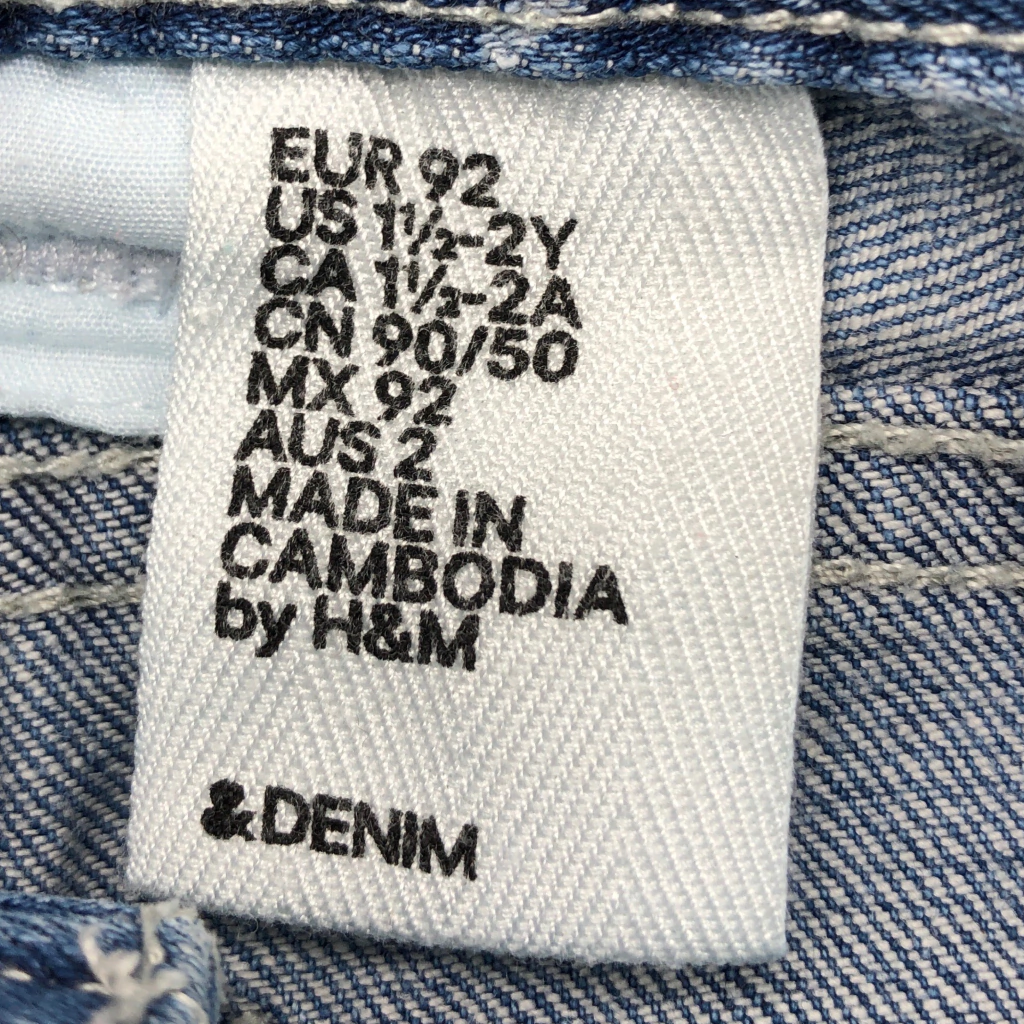 EUR 92
US 1½-2Y
CA 1½-2A
CN 90/50
MX 92
AUS 2
MADE IN
CAMBODIA
by H&M
&DENIM